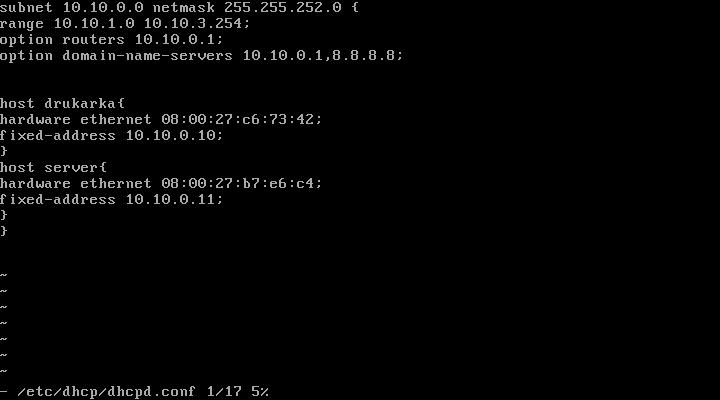 subnet 10.10.0.0 netmask 255.255.252.0 {
range 10.10.1.0 10.10.3.254;
option routers 10.10.0.1;
option domain-name-servers 10.10.0.1,8.8.8.8;
host drukarka{
hardware ethernet 08:00:27:c6:73:42;
fixed-address 10.10.0.10;
}
host server{
hardware ethernet 08:00:27:b7:e6:c4;
fixed-address 10.10.0.11;
}
}
~
~
~
~
~
~
~
- /etc/dhcp/dhcpd.conf 1/17 5%